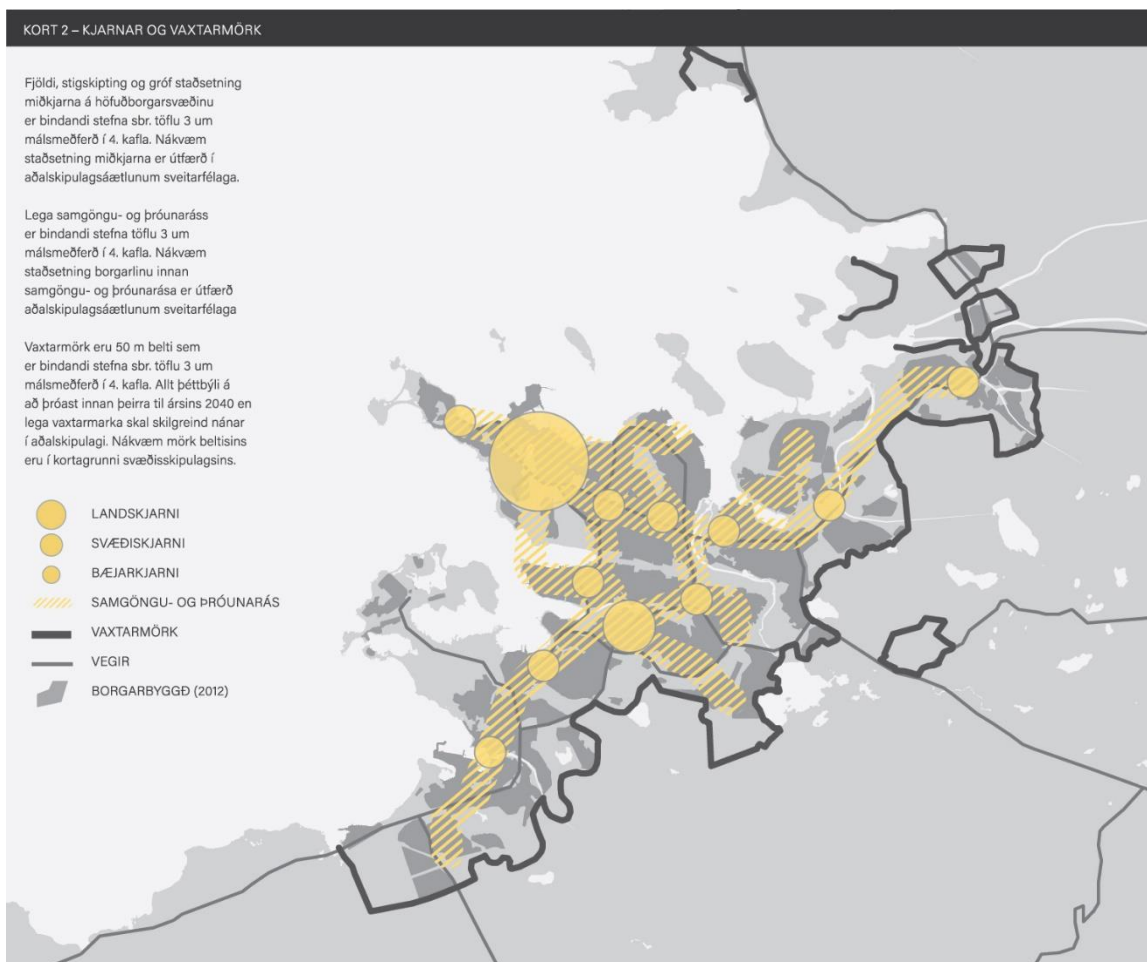 KORT 2 – KJARNAR OG VAXTARMÖRK
Fjöldi, stigskipting og gróf staðsetning
miðkjarna á höfuðborgarsvæðinu
er bindandi stefna sbr. töflu 3 um
málsmeðferð í 4. kafla. Nákvæm
staðsetning miðkjarna er útfærð í
aðalskipulagsáætlunum sveitarfélaga.
Lega samgöngu- og þróunaráss
er bindandi stefna töflu 3 um
málsmeðferð í 4. kafla. Nákvæm
staðsetning borgarlinu innan
samgöngu- og þróunarása er útfærð
aðalskipulagsáætlunum sveitarfélaga
Vaxtarmörk eru 50 m belti sem
er bindandi stefna sbr. töflu 3 um
málsmeðferð í 4. kafla. Allt þéttbýli á
að þróast innan þeirra til ársins 2040 en
lega vaxtarmarka skal skilgreind nánar
í aðalskipulagi. Nákvæm mörk beltisins
eru í kortagrunni svæðisskipulagsins.
LANDSKJARNI
SVÆÐISKJARNI
BÆJARKJARNI
SAMGÖNGU- OG ÞRÓUNARÁS
VAXTARMÖRK
VEGIR
BORGARBYGGÐ (2012)